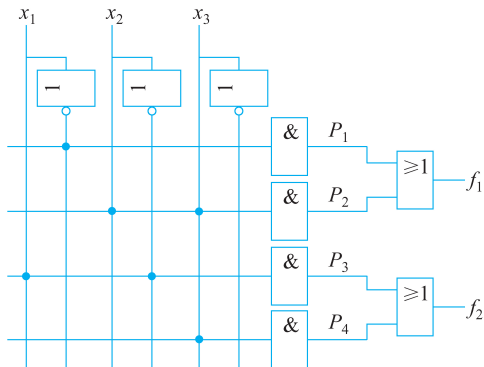 x₁ x₂ x₃
1 1 1
& P₁
≥1 f₁
& P₂
& P₃
≥1 f₂
& P₄